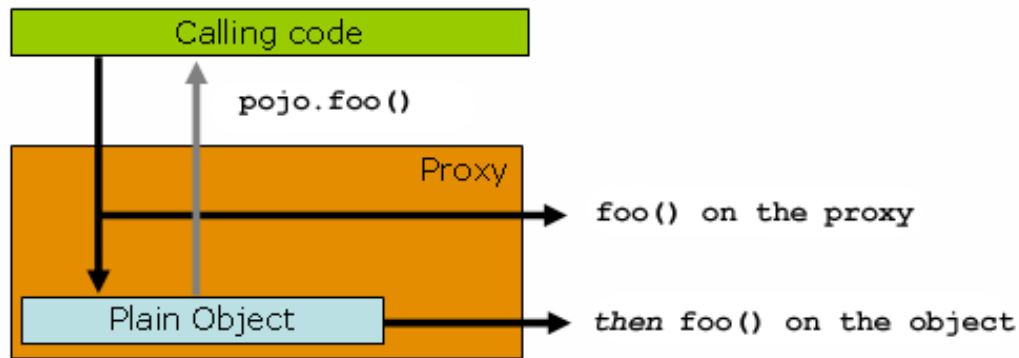 Calling code
pojo.foo()
Proxy
foo() on the proxy
Plain Object
then foo() on the object